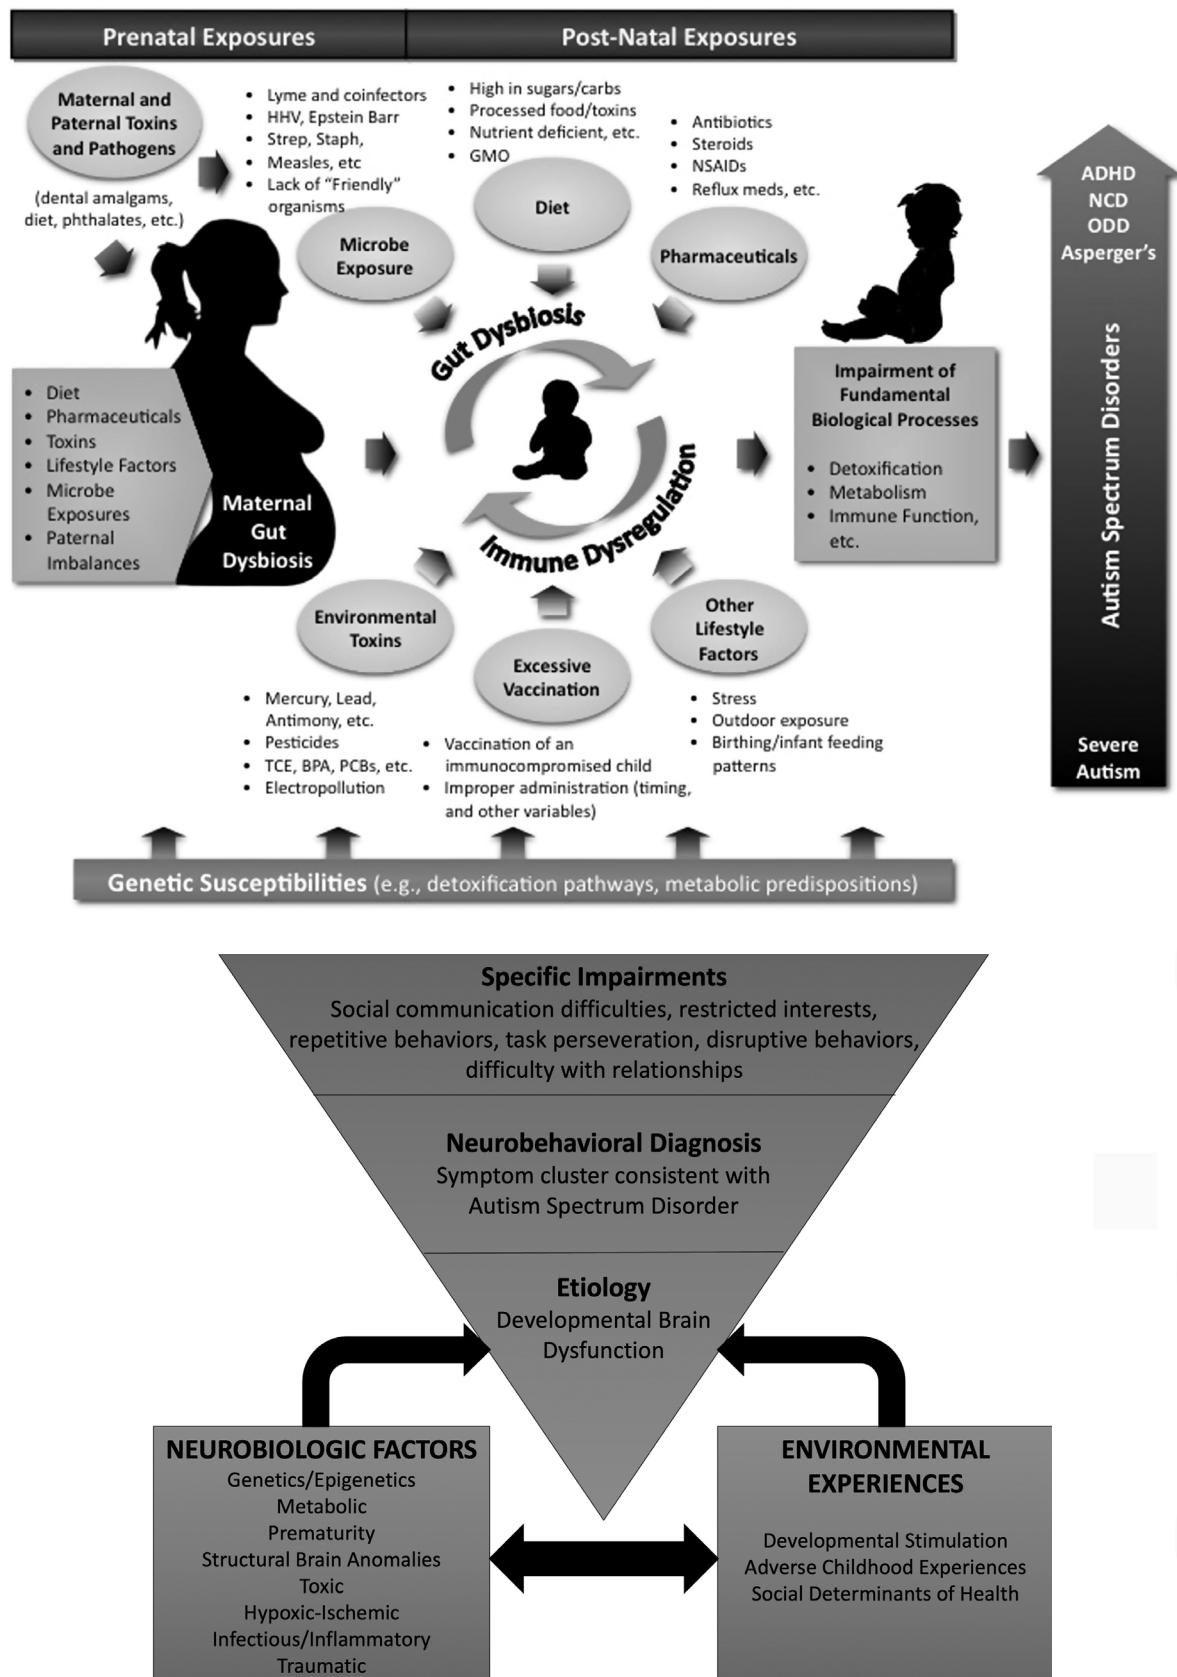 Prenatal Exposures
Post-Natal Exposures
Maternal and
Paternal Toxins
and Pathogens
(dental amalgams,
diet, phthalates, etc.)
• Lyme and coinfectors
• HHV, Epstein Barr
• Strep, Staph,
• Measles, etc
• Lack of “Friendly”
organisms
Microbe
Exposure
• High in sugars/carbs
• Processed food/toxins
• Nutrient deficient, etc.
• GMO
Diet
• Antibiotics
• Steroids
• NSAIDs
• Reflux meds, etc.
Pharmaceuticals
• Diet
• Pharmaceuticals
• Toxins
• Lifestyle Factors
• Microbe
Exposures
• Paternal
Imbalances
Maternal
Gut
Dysbiosis
Gut Dysbiosis
Immune Dysregulation
Impairment of
Fundamental
Biological Processes
• Detoxification
• Metabolism
• Immune Function,
etc.
ADHD
NCD
ODD
Asperger’s
Autism Spectrum Disorders
Severe
Autism
Environmental
Toxins
• Mercury, Lead,
Antimony, etc.
• Pesticides
• TCE, BPA, PCBs, etc.
• Electropollution
Excessive
Vaccination
• Vaccination of an
immunocompromised child
• Improper administration (timing,
and other variables)
Other
Lifestyle
Factors
• Stress
• Outdoor exposure
• Birthing/infant feeding
patterns
Genetic Susceptibilities (e.g., detoxification pathways, metabolic predispositions)
Specific Impairments
Social communication difficulties, restricted interests,
repetitive behaviors, task perseveration, disruptive behaviors,
difficulty with relationships
Neurobehavioral Diagnosis
Symptom cluster consistent with
Autism Spectrum Disorder
Etiology
Developmental Brain
Dysfunction
NEUROBIOLOGIC FACTORS
Genetics/Epigenetics
Metabolic
Prematurity
Structural Brain Anomalies
Toxic
Hypoxic-Ischemic
Infectious/Inflammatory
Traumatic
ENVIRONMENTAL
EXPERIENCES
Developmental Stimulation
Adverse Childhood Experiences
Social Determinants of Health